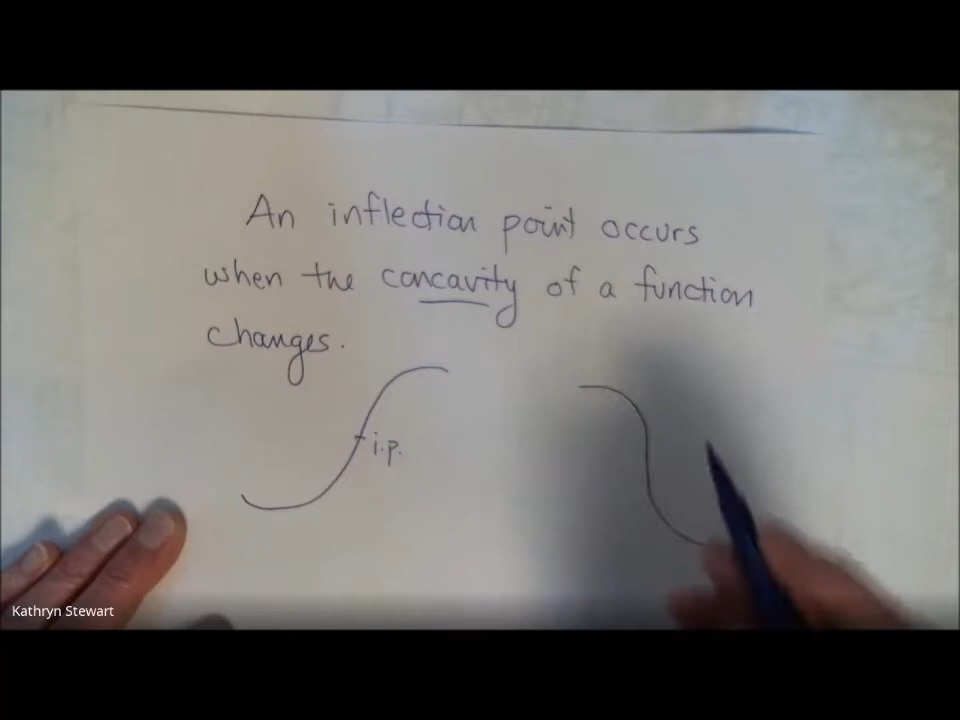 An inflection point occurs
when the concavity of a function
changes.
i.p.
Kathryn Stewart